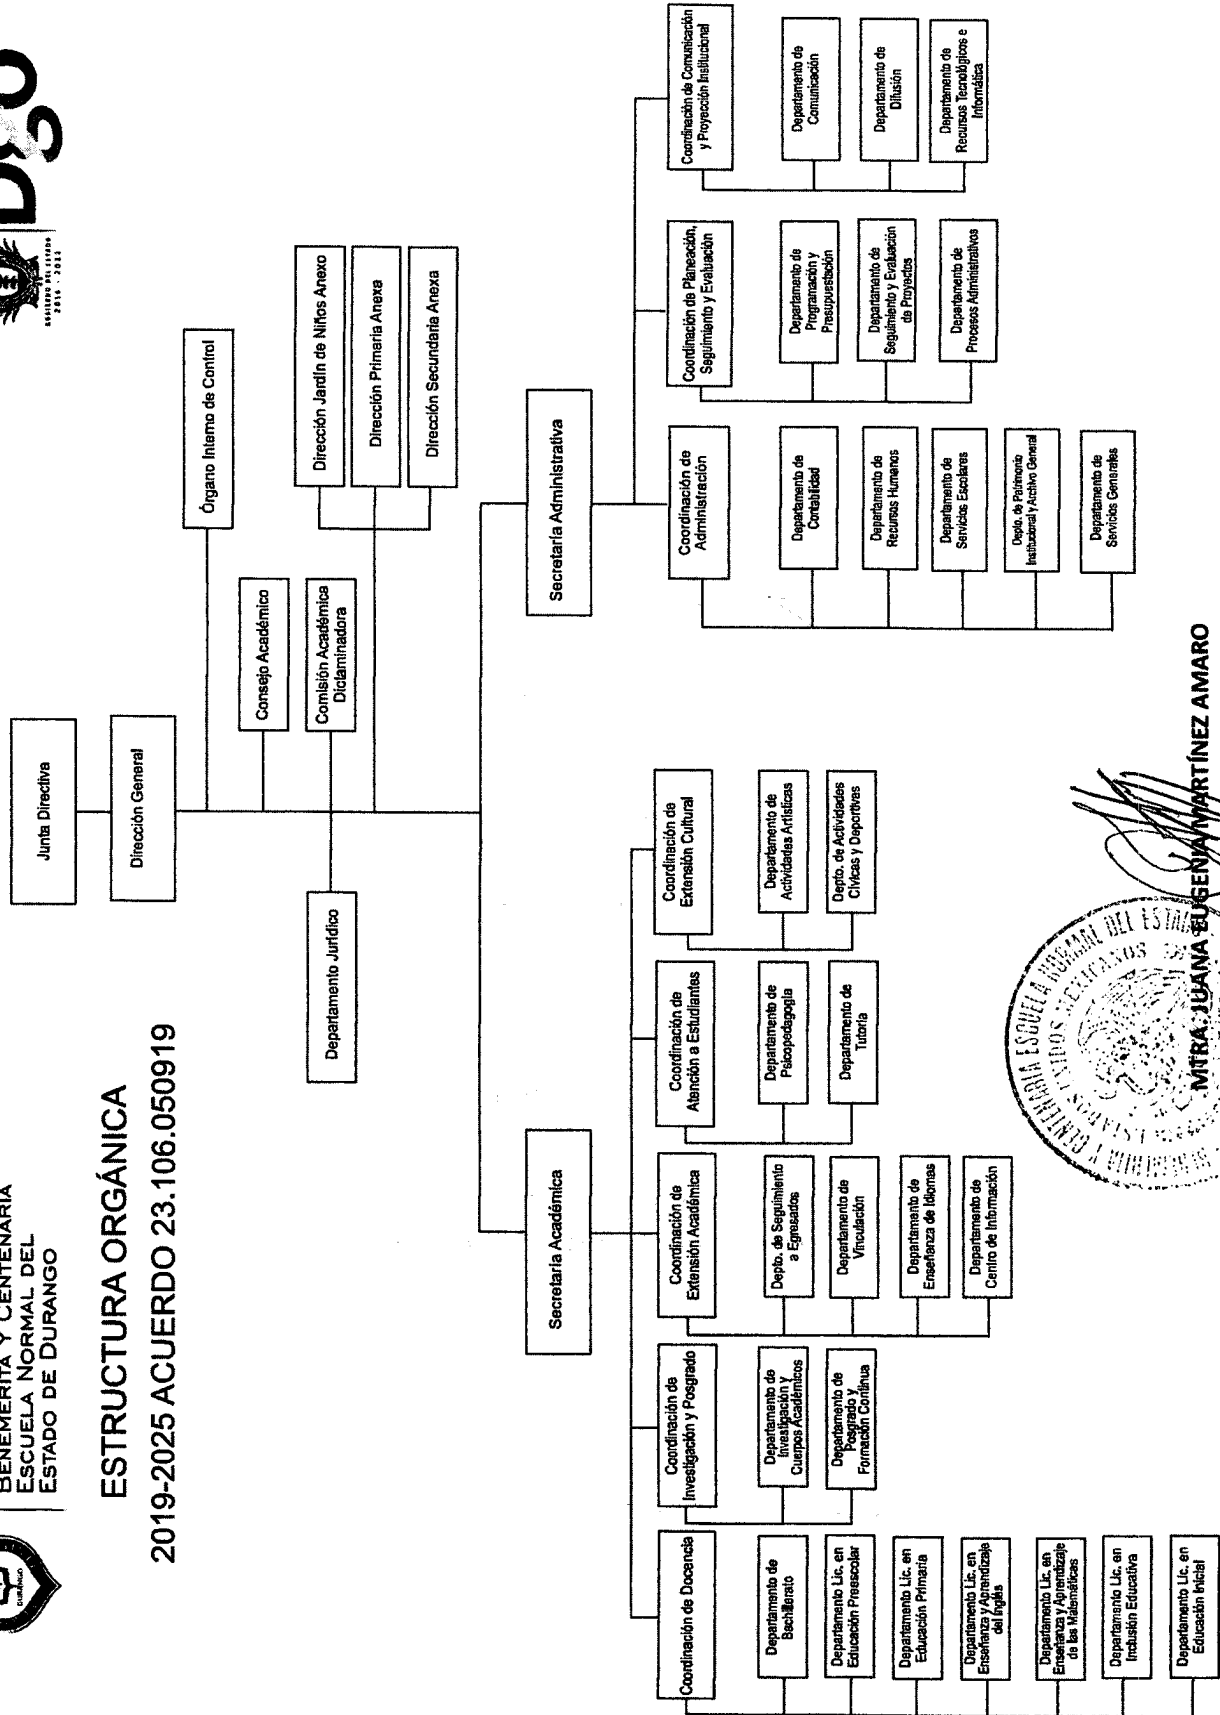 BENEMÉRITA Y CENTENARIA
ESCUELA NORMAL DEL
ESTADO DE DURANGO
DURANGO
GOBIERNO DEL ESTADO
2016 - 2022
ESTRUCTURA ORGÁNICA
2019-2025 ACUERDO 23.106.050919
Junta Directiva
Dirección General
Órgano Interno de Control
Consejo Académico
Comisión Académica
Dictaminadora
Departamento Jurídico
Dirección Jardín de Niños Anexo
Dirección Primaria Anexa
Dirección Secundaria Anexa
Secretaría Académica
Secretaría Administrativa
Coordinación de Docencia
Departamento de
Bachillerato
Departamento Lic. en
Educación Preescolar
Departamento Lic. en
Educación Primaria
Departamento Lic. en
Enseñanza y Aprendizaje
del Inglés
Departamento Lic. en
Enseñanza y Aprendizaje
de las Matemáticas
Departamento Lic. en
Inclusión Educativa
Departamento Lic. en
Educación Inicial
Coordinación de
Investigación y Posgrado
Departamento de
Investigación y
Cuerpos Académicos
Departamento de
Posgrado y
Formación Continua
Coordinación de
Extensión Académica
Depto. de Seguimiento
a Egresados
Departamento de
Vinculación
Departamento de
Enseñanza de Idiomas
Departamento de
Centro de Información
Coordinación de
Atención a Estudiantes
Departamento de
Psicopedagogía
Departamento de
Tutoría
Coordinación de
Extensión Cultural
Departamento de
Actividades Artísticas
Depto. de Actividades
Cívicas y Deportivas
Coordinación de
Administración
Departamento de
Contabilidad
Departamento de
Recursos Humanos
Departamento de
Servicios Escolares
Depto. de Patrimonio
Institucional y Archivo General
Departamento de
Servicios Generales
Coordinación de Planeación,
Seguimiento y Evaluación
Departamento de
Programación y
Presupuestación
Departamento de
Seguimiento y Evaluación
de Proyectos
Departamento de
Procesos Administrativos
Coordinación de Comunicación
y Proyección Institucional
Departamento de
Comunicación
Departamento de
Difusión
Departamento de
Recursos Tecnológicos e
Informática
MTRA. JUANA EUGENIA MARTÍNEZ AMARO